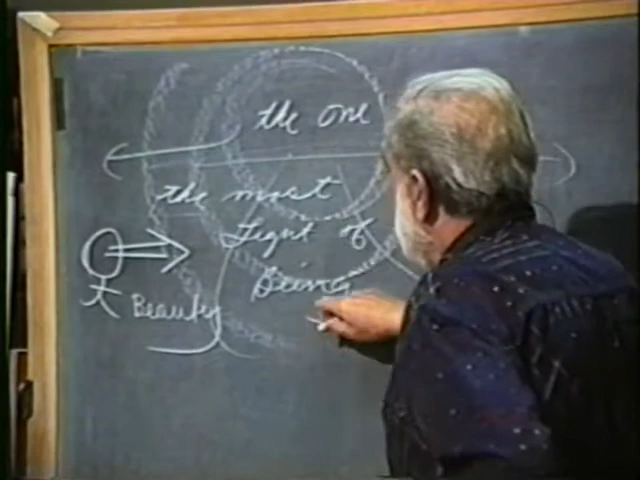 the one
the most
Light of
Being
Beauty